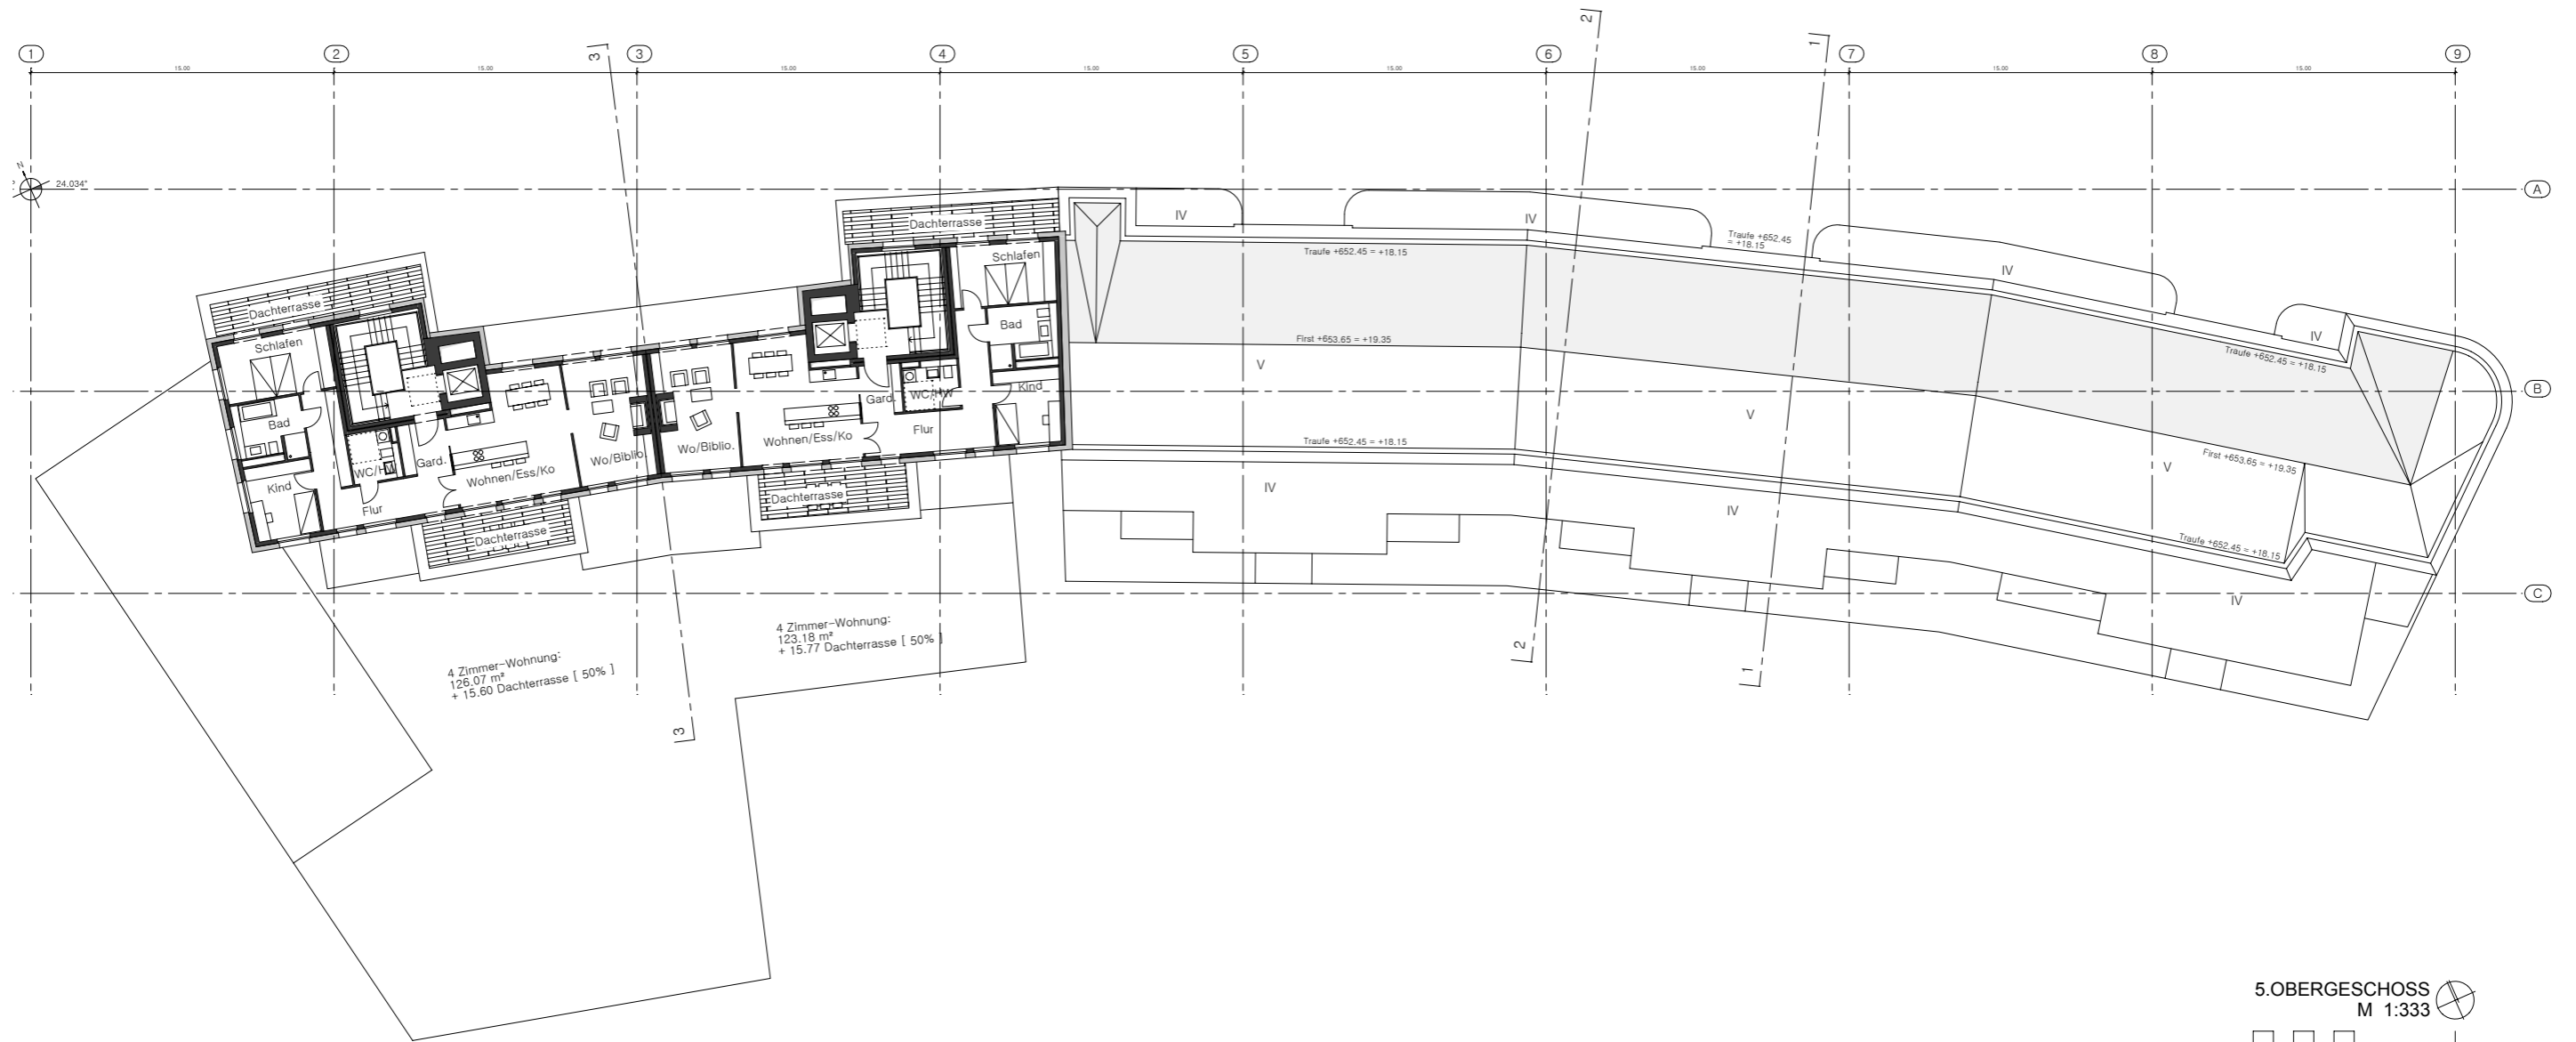 2
1
1
2
3
3
4
5
6
7
8
9
15.00
15.00
15.00
15.00
15.00
15.00
15.00
15.00
N
24.034°
A
Dachterrasse
Schlafen
IV
IV
Traufe +652.45
= +18.15
IV
Traufe +652.45 = +18.15
Dachterrasse
Schlafen
Bad
First +653.65 = +19.35
V
IV
Traufe +652.45 = +18.15
B
Kind
Gard.
WC/HW
Flur
Wohnen/Ess/Ko
Wo/Biblio.
Bad
Gard.
WC/HW
Kind
Flur
Wohnen/Ess/Ko
Wo/Biblio.
Dachterrasse
Dachterrasse
Traufe +652.45 = +18.15
V
V
First +653.65 = +19.35
IV
IV
Traufe +652.45 = +18.15
C
IV
4 Zimmer-Wohnung:
123.18 m²
+ 15.77 Dachterrasse [ 50% ]
4 Zimmer-Wohnung:
126.07 m²
+ 15.60 Dachterrasse [ 50% ]
2
1
3
5.OBERGESCHOSS
M 1:333